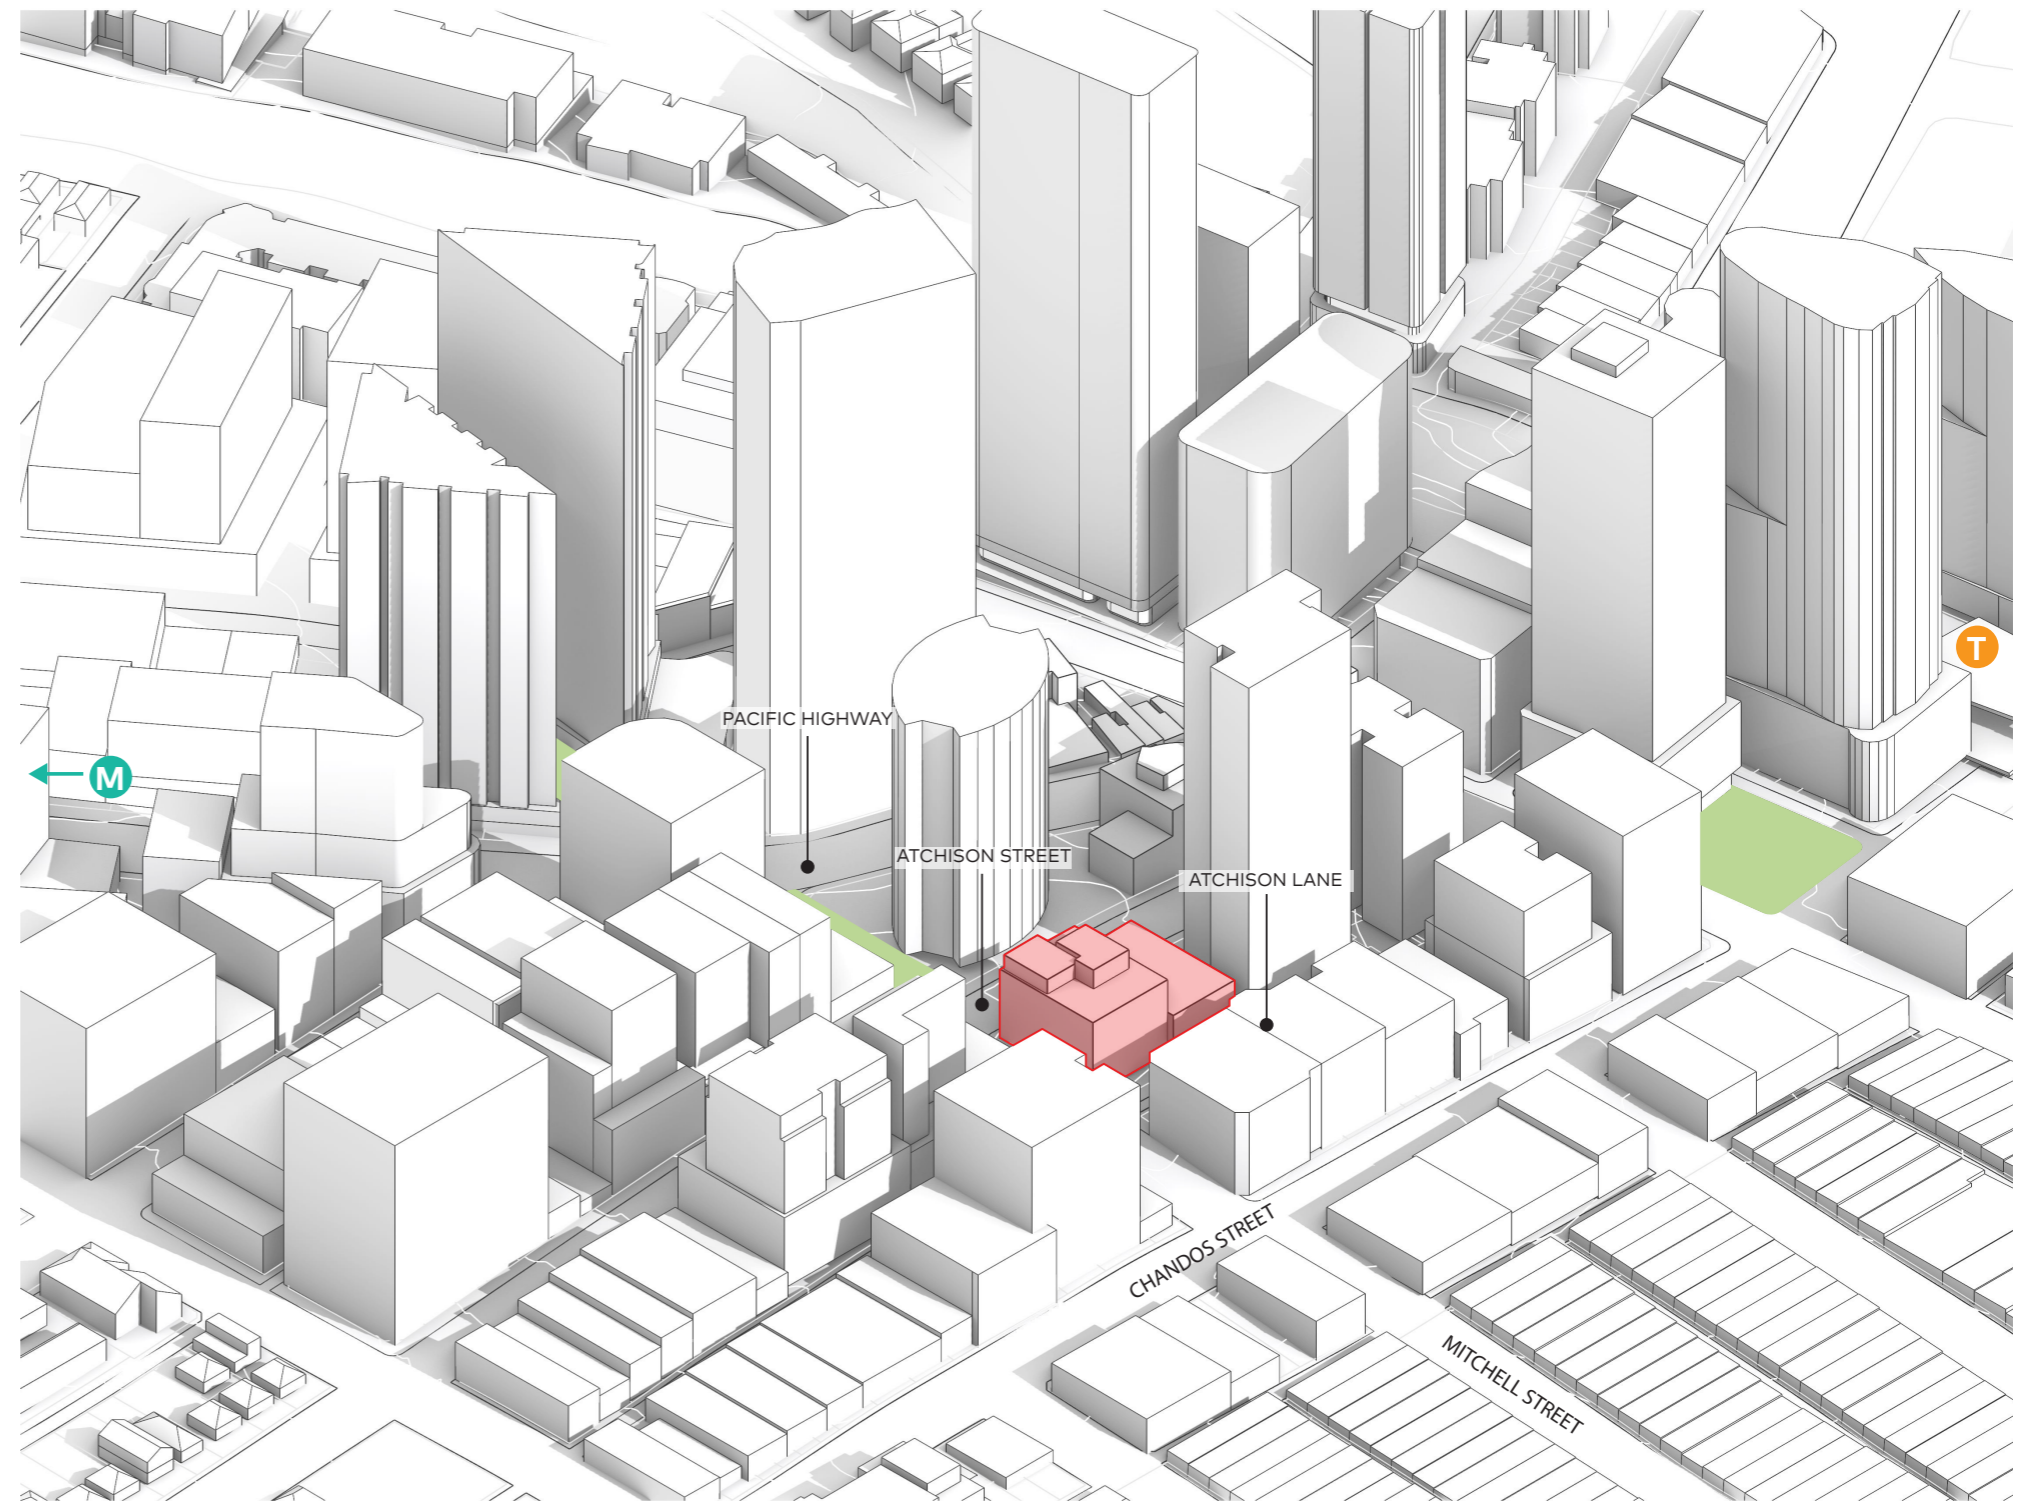 T
PACIFIC HIGHWAY
M
ATCHISON STREET
ATCHISON LANE
CHANDOS STREET
MITCHELL STREET